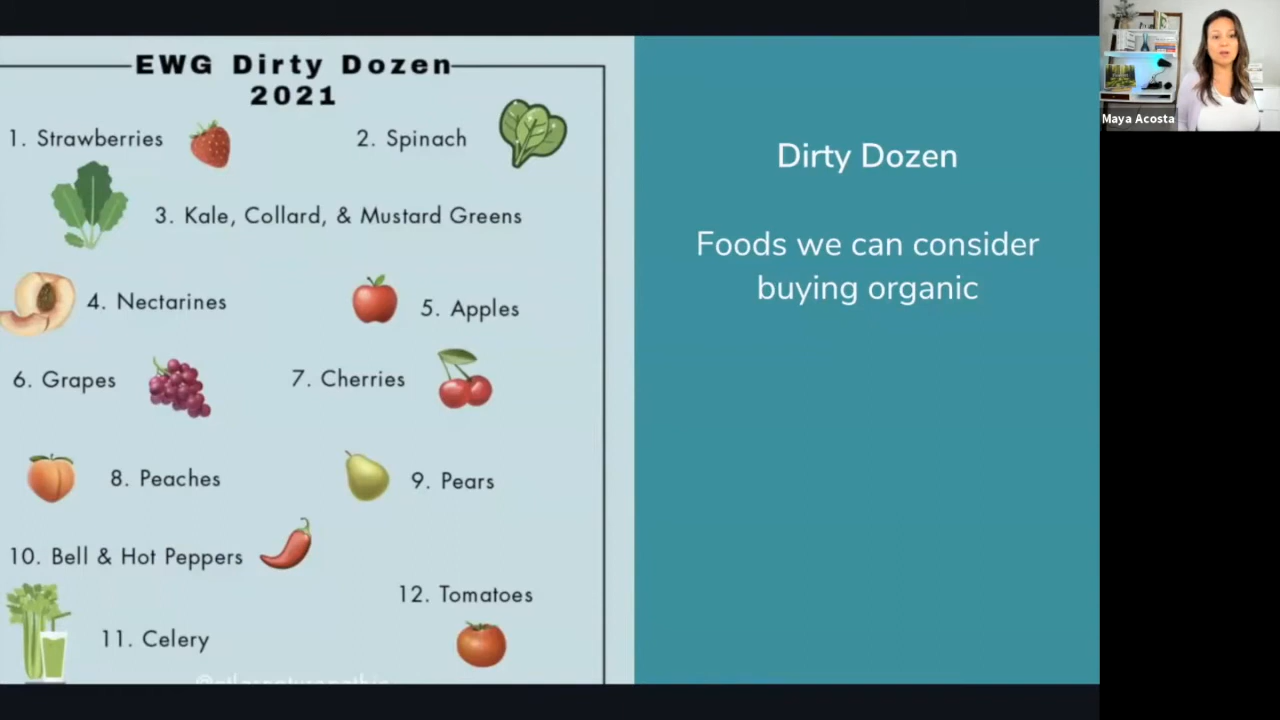 EWG Dirty Dozen
2021
1. Strawberries
2. Spinach
3. Kale, Collard, & Mustard Greens
4. Nectarines
5. Apples
6. Grapes
7. Cherries
8. Peaches
9. Pears
10. Bell & Hot Peppers
12. Tomatoes
11. Celery
Dirty Dozen
Foods we can consider
buying organic
Maya Acosta